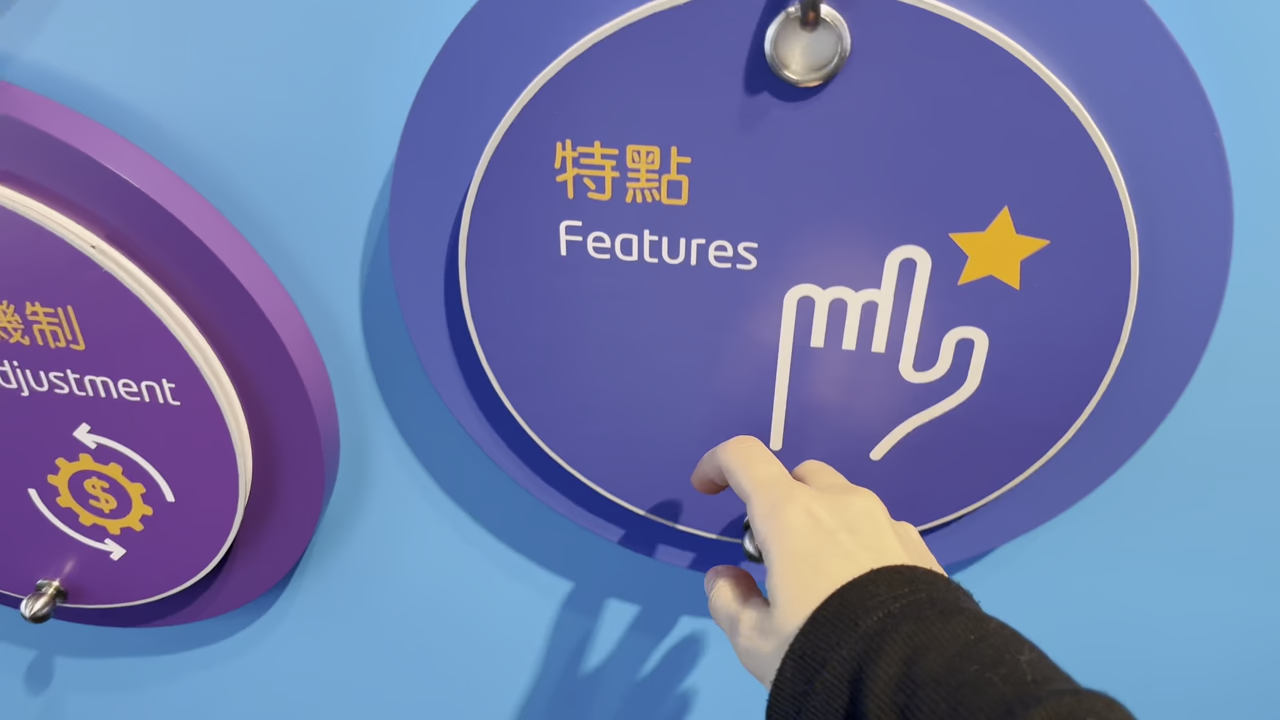 特點
Features
機制
djustment
$